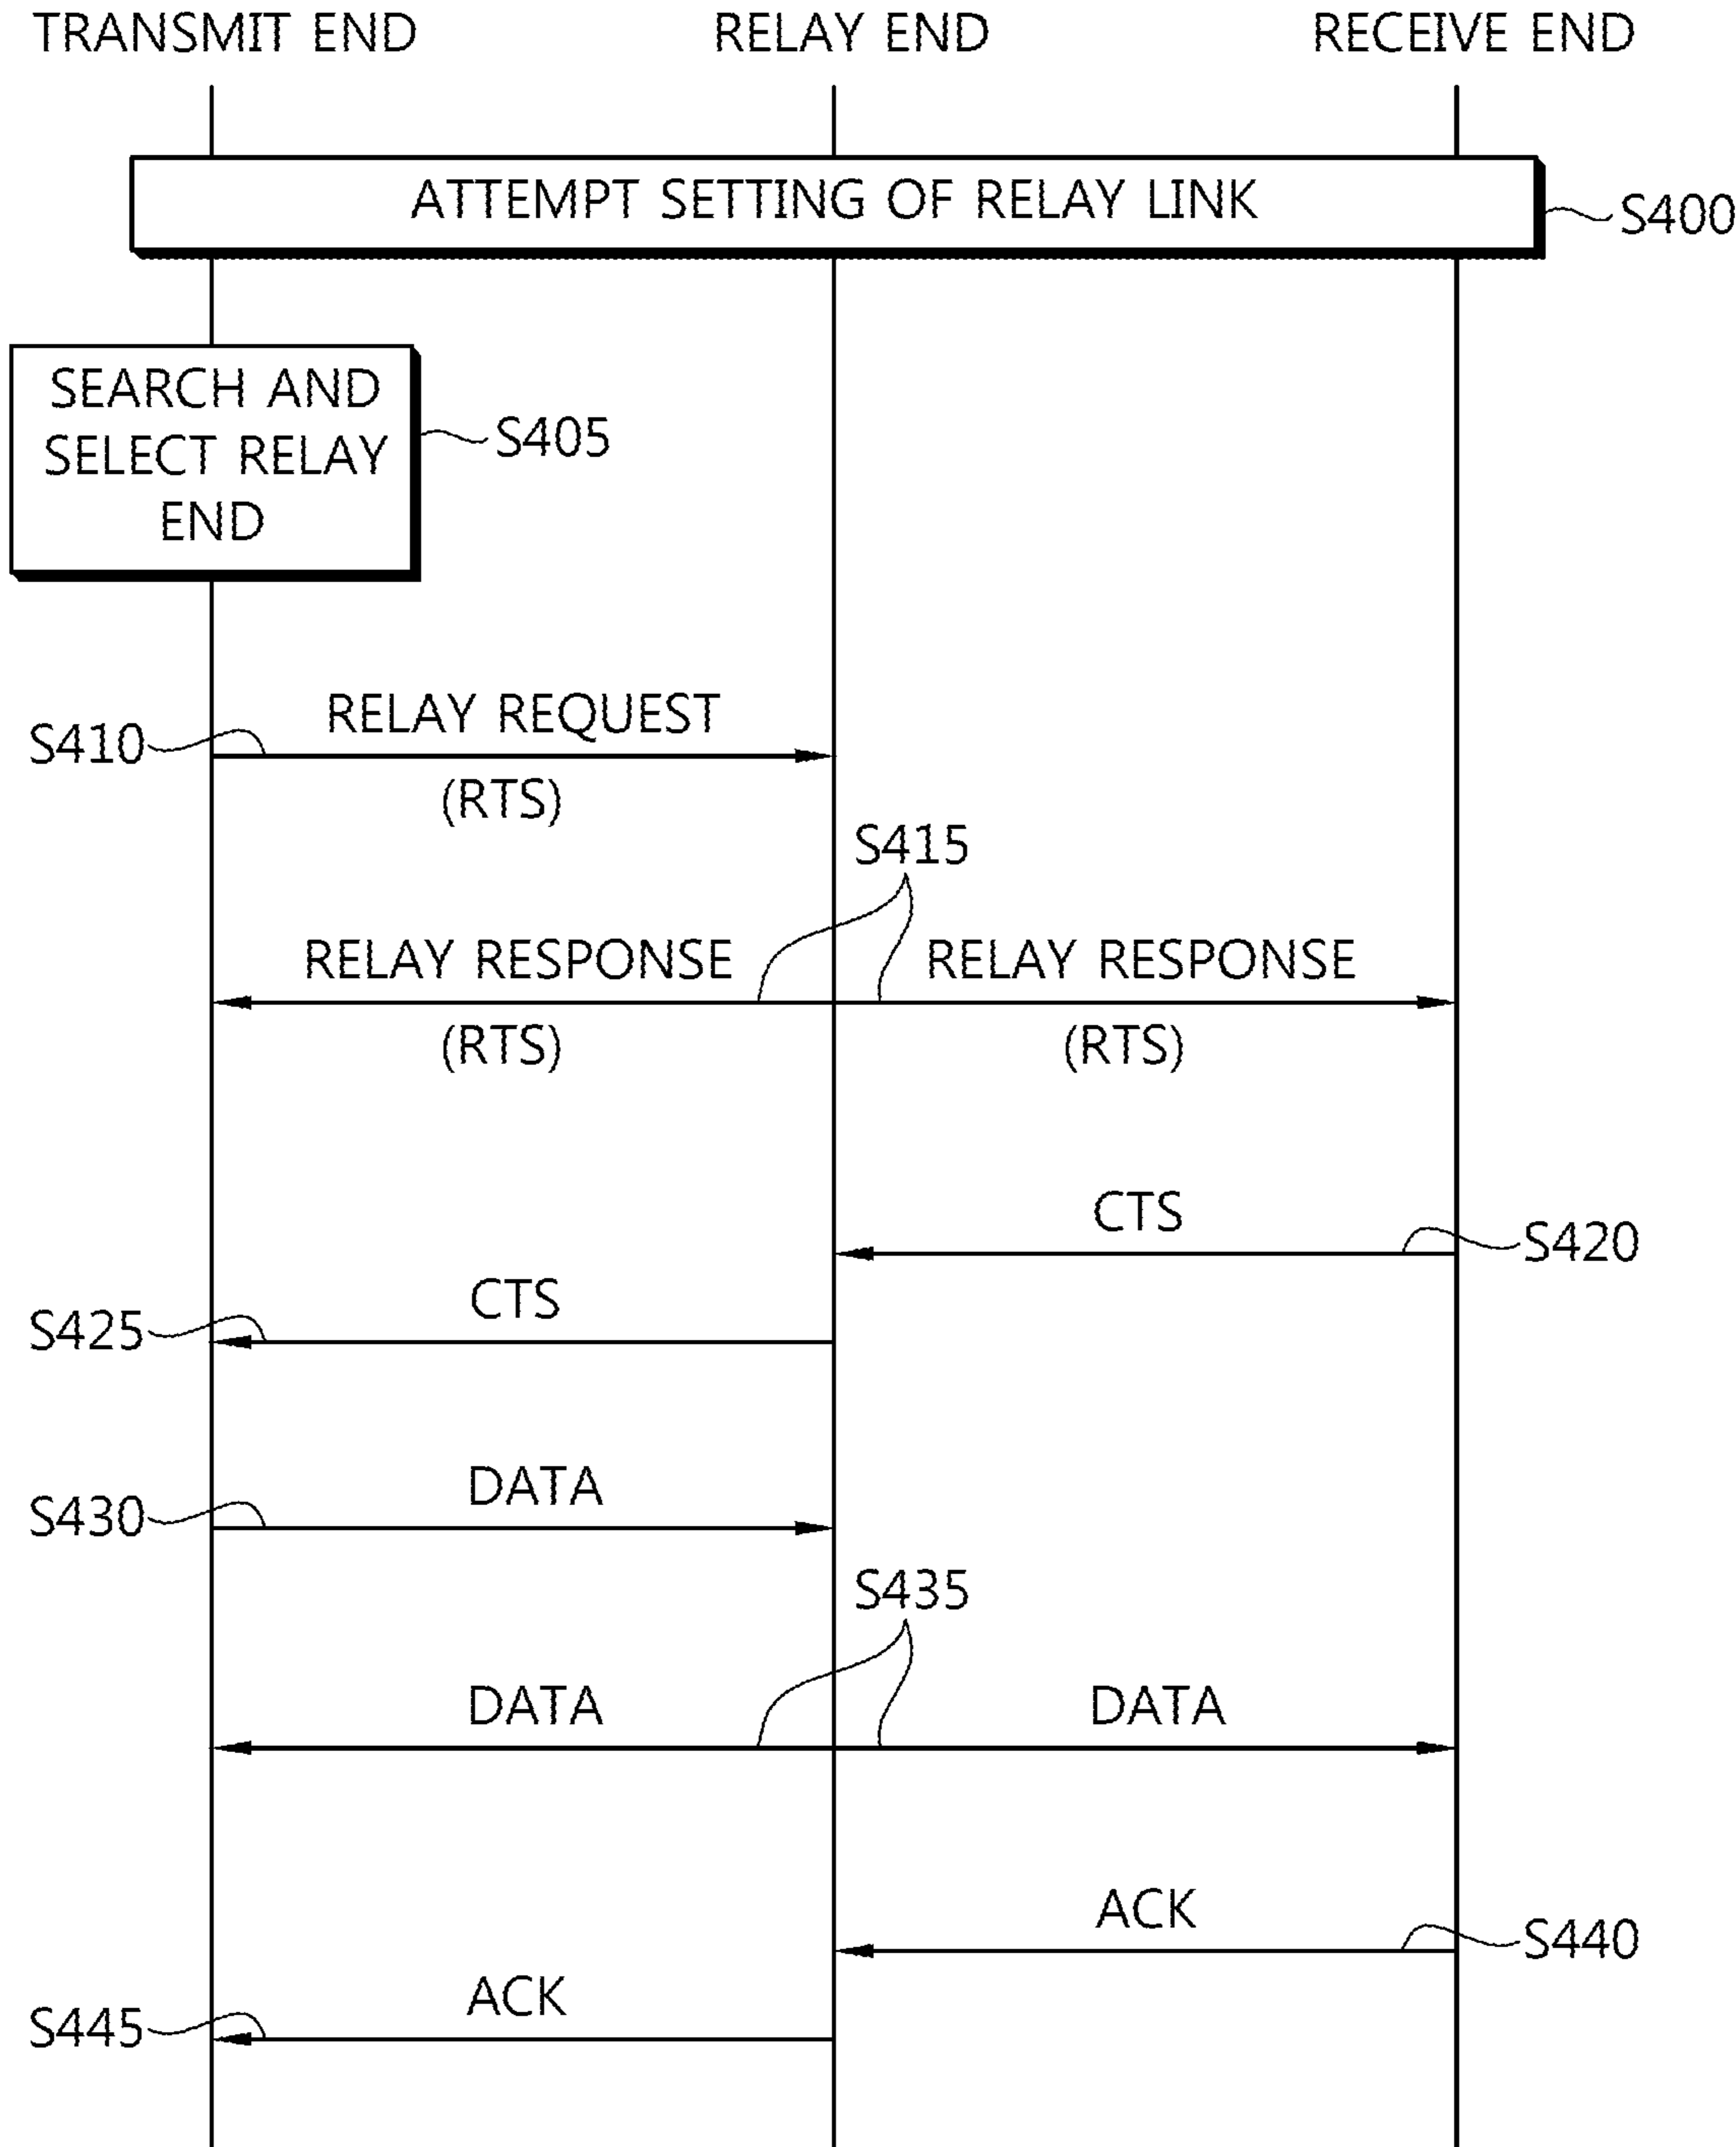 TRANSMIT END
RELAY END
RECEIVE END
ATTEMPT SETTING OF RELAY LINK
S400
SEARCH AND
SELECT RELAY
END
S405
RELAY REQUEST
S410
(RTS)
S415
RELAY RESPONSE
RELAY RESPONSE
(RTS)
(RTS)
CTS
S420
CTS
S425
DATA
S430
S435
DATA
DATA
ACK
S440
ACK
S445